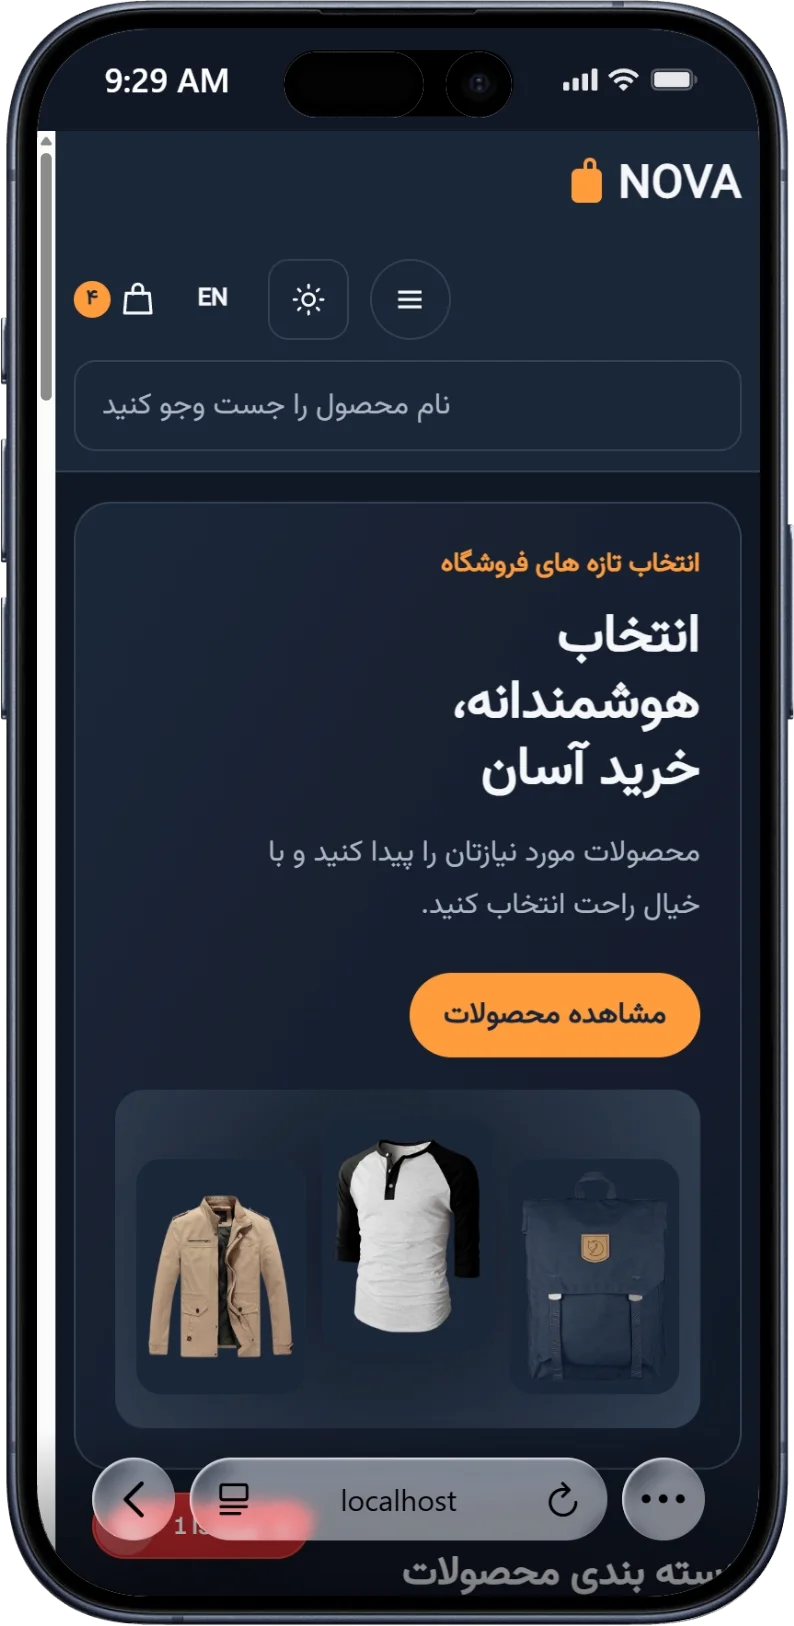 9:29 AM
NOVA
۴
EN
نام محصول را جست وجو کنید
انتخاب تازه های فروشگاه
انتخاب
هوشمندانه،
خرید آسان
محصولات مورد نیازتان را پیدا کنید و با
خیال راحت انتخاب کنید.
مشاهده محصولات
localhost
1
بندی محصولات